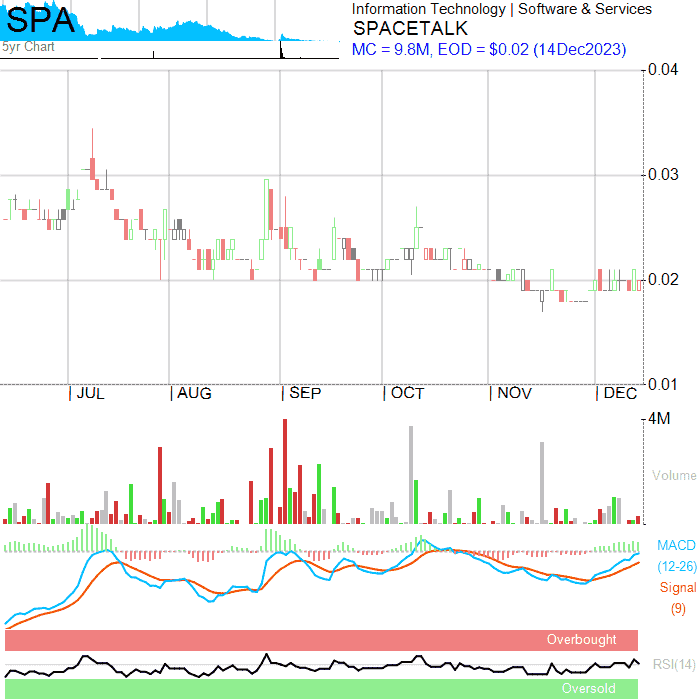 SPA
5yr Chart
Information Technology | Software & Services
SPACETALK
MC = 9.8M, EOD = $0.02 (14Dec2023)
0.04
0.03
0.02
0.01
| JUL | AUG | SEP | OCT | NOV | DEC
4M
Volume
MACD
(12-26)
Signal
(9)
Overbought
RSI(14)
Oversold